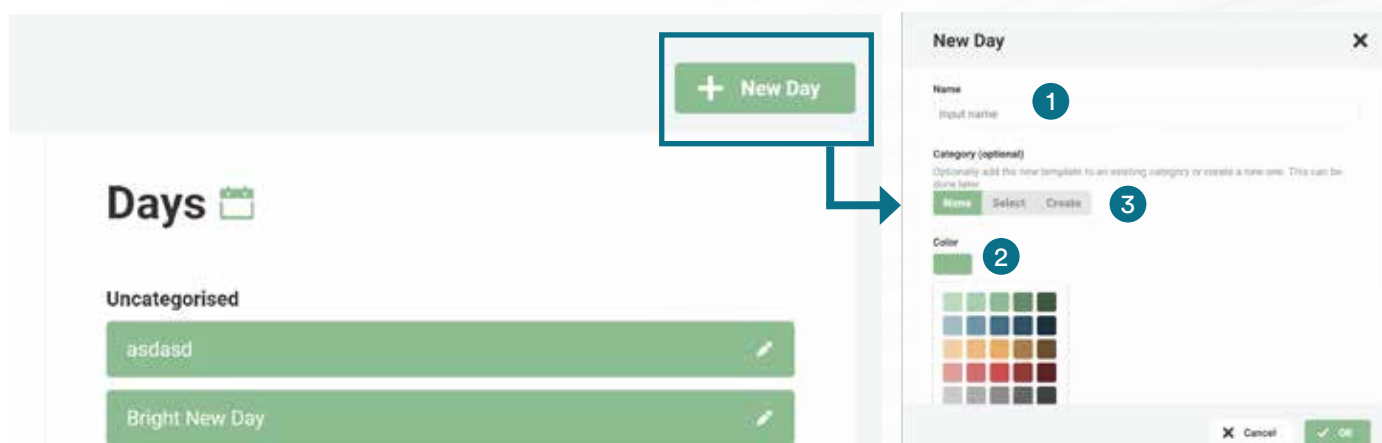 New Day
Days
Uncategorised
asdasd
Bright New Day
New Day
Name
Input name
1
Category (optional)
Optionally add the new template to an existing category or create a new one. This can be
done later
None Select Create
3
Color
2
Cancel
OK